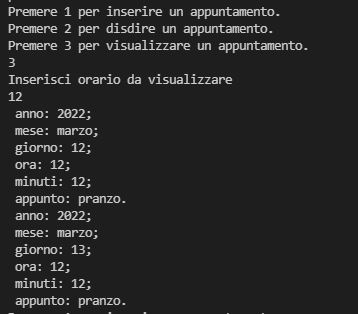 Premere 1 per inserire un appuntamento.
Premere 2 per disdire un appuntamento.
Premere 3 per visualizzare un appuntamento.
3
Inserisci orario da visualizzare
12
anno: 2022;
mese: marzo;
giorno: 12;
ora: 12;
minuti: 12;
appunto: pranzo.
anno: 2022;
mese: marzo;
giorno: 13;
ora: 12;
minuti: 12;
appunto: pranzo.